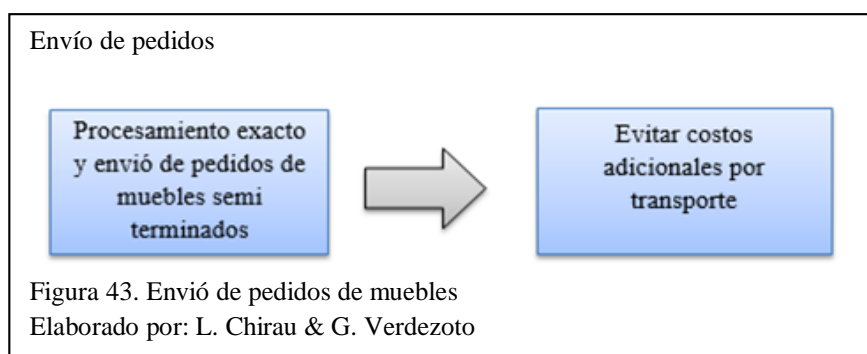 Envío de pedidos
Procesamiento exacto
y envió de pedidos de
muebles semi
terminados
Evitar costos
adicionales por
transporte
Figura 43. Envió de pedidos de muebles
Elaborado por: L. Chirau & G. Verdezoto